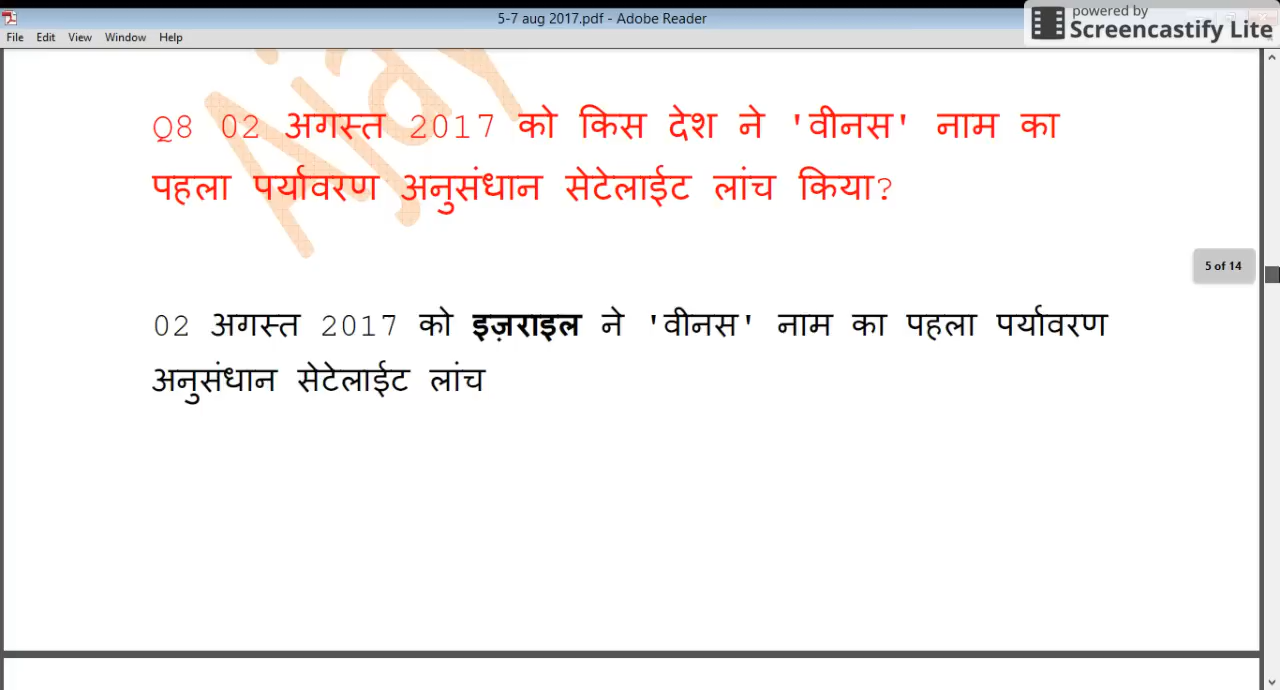 5-7 aug 2017.pdf - Adobe Reader
powered by
Screencastify Lite
File Edit View Window Help
Ajay
Q8 02 अगस्त 2017 को किस देश ने 'वीनस' नाम का
पहला पर्यावरण अनुसंधान सेटेलाईट लांच किया?
5 of 14
02 अगस्त 2017 को इज़राइल ने 'वीनस' नाम का पहला पर्यावरण
अनुसंधान सेटेलाईट लांच